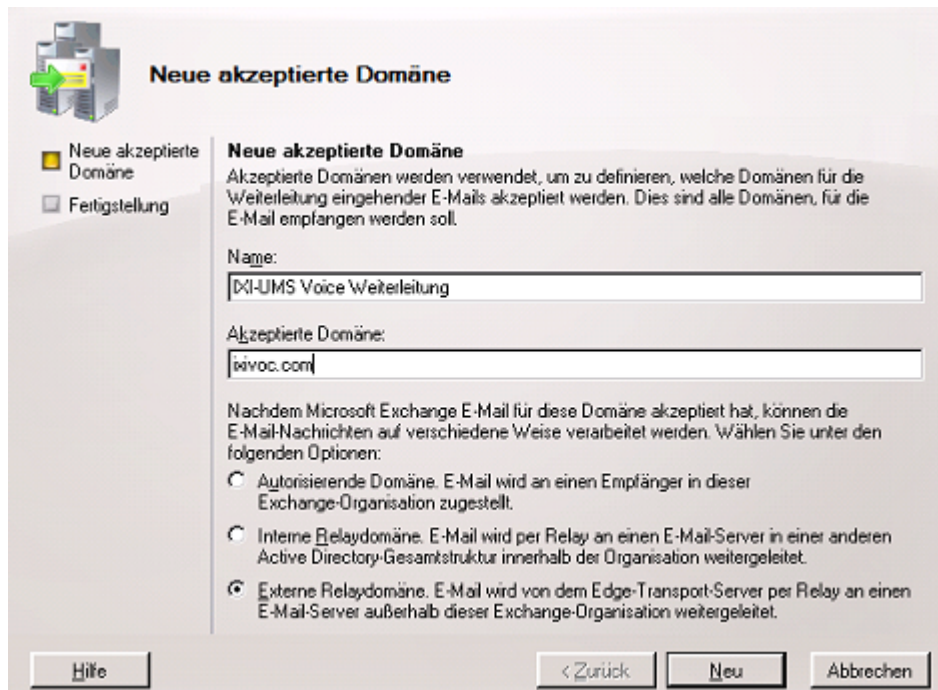 Neue akzeptierte Domäne
Neue akzeptierte
Domäne
Fertigstellung
Neue akzeptierte Domäne
Akzeptierte Domänen werden verwendet, um zu definieren, welche Domänen für die
Weiterleitung eingehender E-Mails akzeptiert werden. Dies sind alle Domänen, für die
E-Mail empfangen werden soll.
Name:
IXI-UMS Voice Weiterleitung
Akzeptierte Domäne:
ixivoc.com
Nachdem Microsoft Exchange E-Mail für diese Domäne akzeptiert hat, können die
E-Mail-Nachrichten auf verschiedene Weise verarbeitet werden. Wählen Sie unter den
folgenden Optionen:
Autorisierende Domäne. E-Mail wird an einen Empfänger in dieser
Exchange-Organisation zugestellt.
Interne Relaydomäne. E-Mail wird per Relay an einen E-Mail-Server in einer anderen
Active Directory-Gesamtstruktur innerhalb der Organisation weitergeleitet.
Externe Relaydomäne. E-Mail wird von dem Edge-Transport-Server per Relay an einen
E-Mail-Server außerhalb dieser Exchange-Organisation weitergeleitet.
Hilfe
< Zurück
Neu
Abbrechen